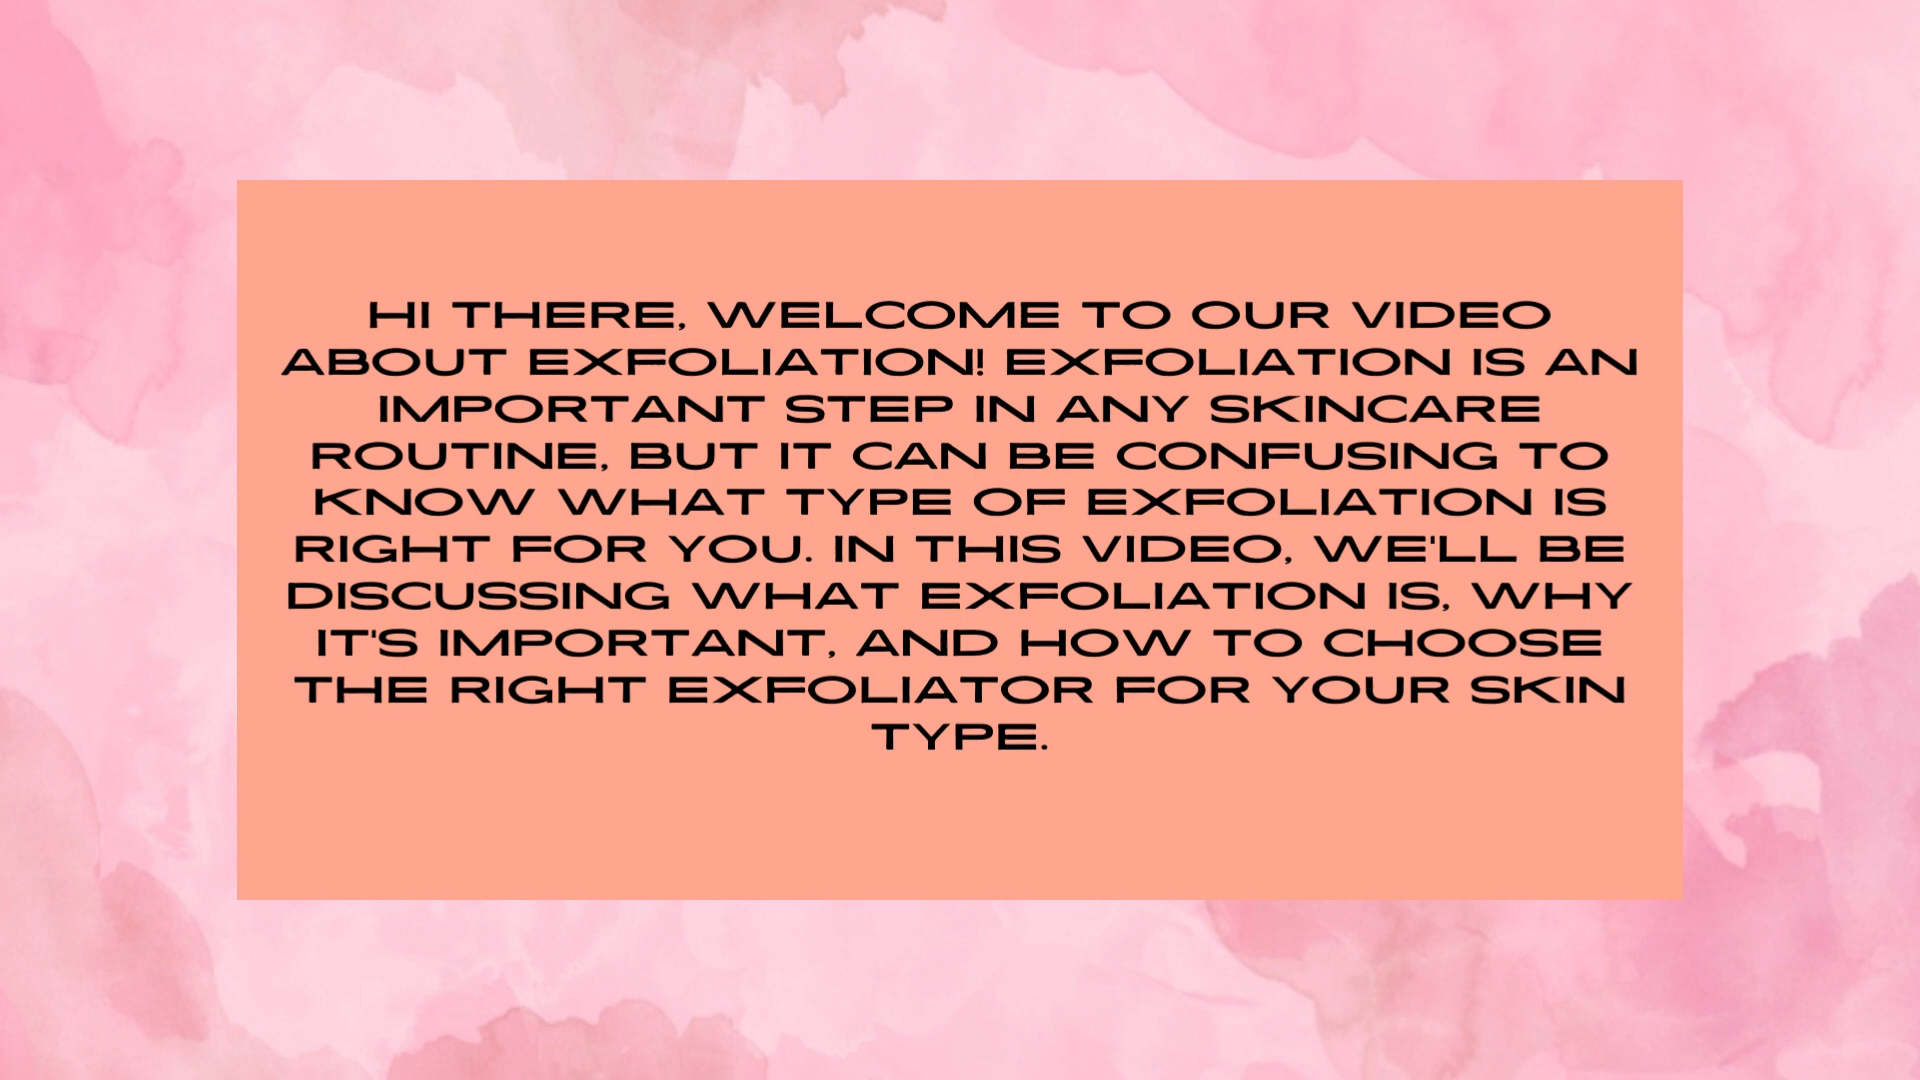 HI THERE, WELCOME TO OUR VIDEO
ABOUT EXFOLIATION! EXFOLIATION IS AN
IMPORTANT STEP IN ANY SKINCARE
ROUTINE, BUT IT CAN BE CONFUSING TO
KNOW WHAT TYPE OF EXFOLIATION IS
RIGHT FOR YOU. IN THIS VIDEO, WE'LL BE
DISCUSSING WHAT EXFOLIATION IS, WHY
IT'S IMPORTANT, AND HOW TO CHOOSE
THE RIGHT EXFOLIATOR FOR YOUR SKIN
TYPE.